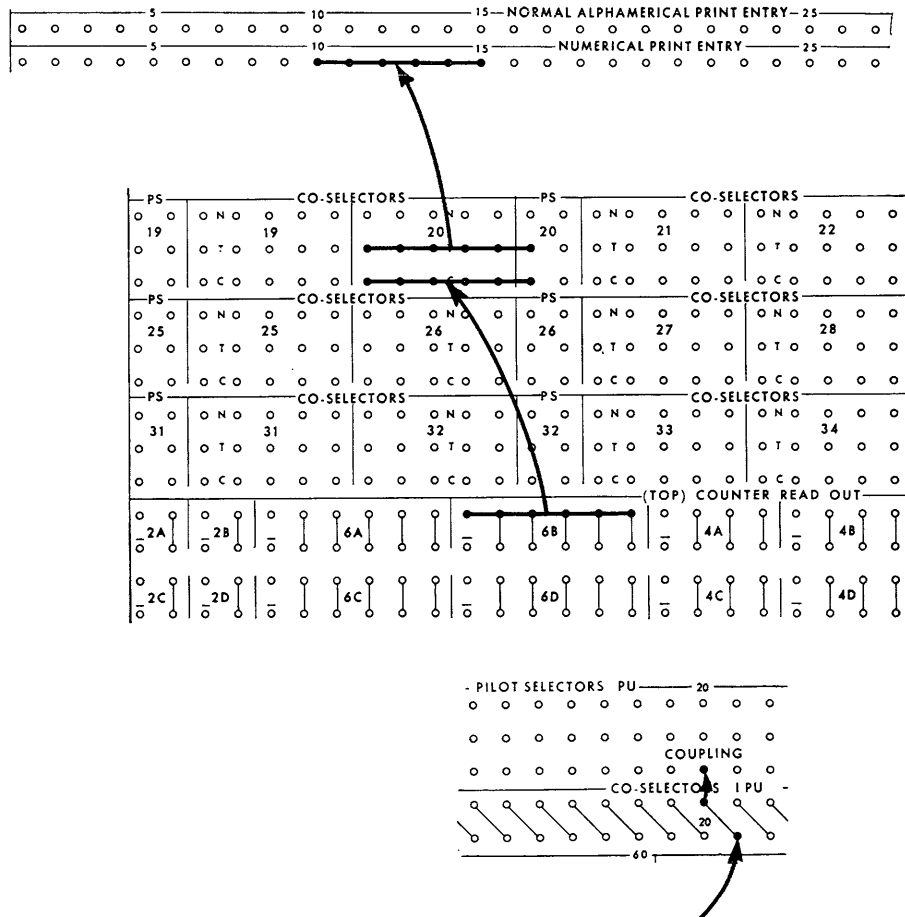 5 10 15 NORMAL ALPHAMERICAL PRINT ENTRY 25
5 10 15 NUMERICAL PRINT ENTRY 25
PS CO-SELECTORS PS CO-SELECTORS
N N N N
19 19 20 20 21 22
T T T
C C C C
PS CO-SELECTORS PS CO-SELECTORS
N N N N
25 25 26 26 27 28
T T T T
C C C C
PS CO-SELECTORS PS CO-SELECTORS
N N N N
31 31 32 32 33 34
T T T T
C C C C
(TOP) COUNTER READ OUT
2A 2B 6A 6B 4A 4B
2C 2D 6C 6D 4C 4D
- PILOT SELECTORS PU 20
COUPLING
CO-SELECTORS I PU -
20
60